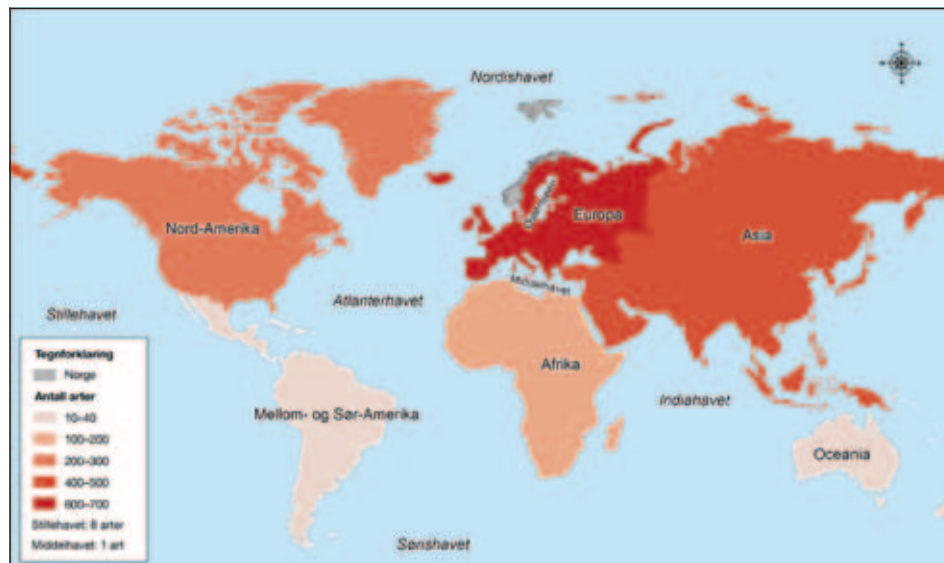 Nordishavet
Nord-Amerika
Østersjøen
Europa
Asia
Middelhavet
Atlanterhavet
Stillehavet
Afrika
Indiahavet
Mellom- og Sør-Amerika
Oceania
Sørishavet
Tegnforklaring
Norge
Antall arter
10–40
100–200
200–300
400–500
600–700
Stillehavet: 8 arter
Middelhavet: 1 art